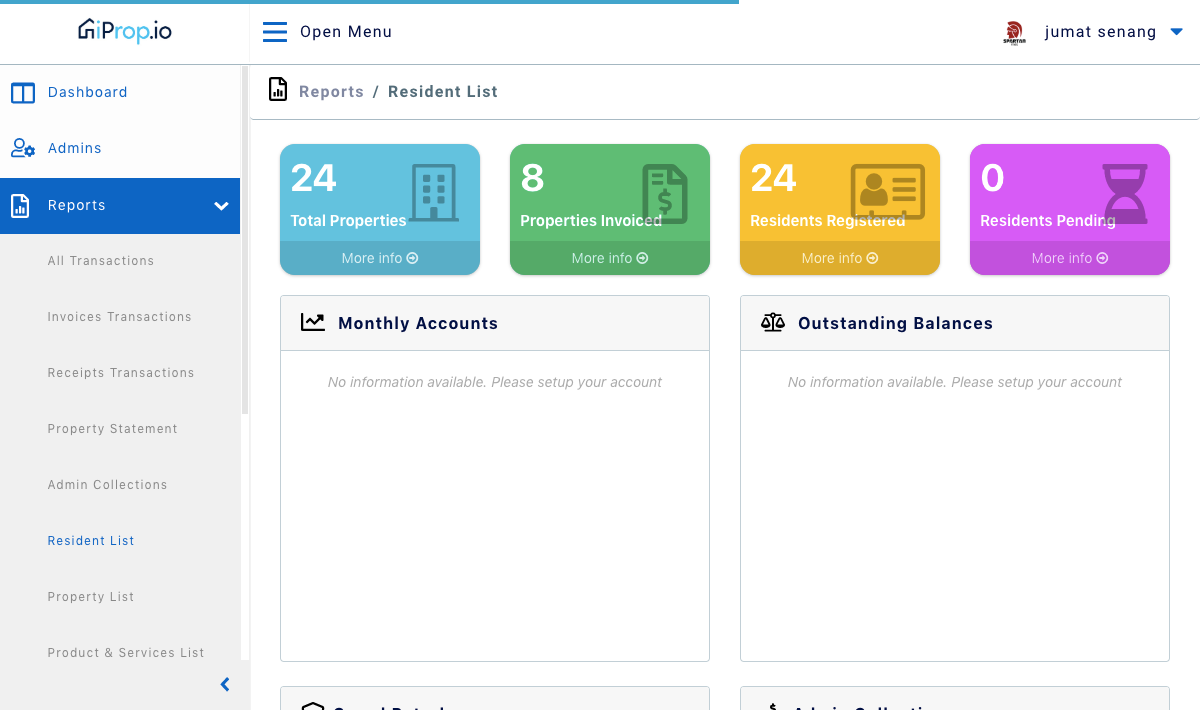 iProp.io
Open Menu
jumat senang
Dashboard
Admins
Reports
All Transactions
Invoices Transactions
Receipts Transactions
Property Statement
Admin Collections
Resident List
Property List
Product & Services List
Reports / Resident List
24
Total Properties
More info
8
Properties Invoiced
More info
24
Residents Registered
More info
0
Residents Pending
More info
Monthly Accounts
No information available. Please setup your account
Outstanding Balances
No information available. Please setup your account